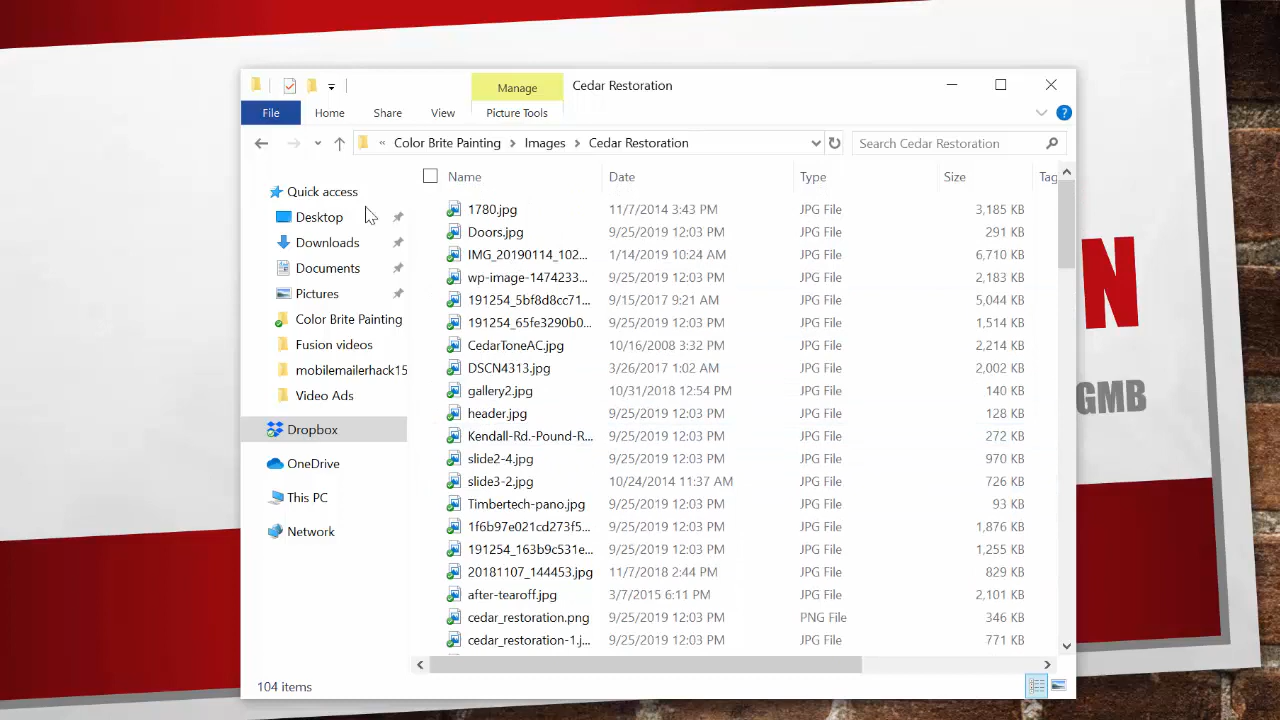 Manage
Cedar Restoration
File Home Share View Picture Tools
« Color Brite Painting > Images > Cedar Restoration
Search Cedar Restoration
Name Date Type Size Tag
Quick access
Desktop
Downloads
Documents
Pictures
Color Brite Painting
Fusion videos
mobilemailerhack15
Video Ads
Dropbox
OneDrive
This PC
Network
1780.jpg 11/7/2014 3:43 PM JPG File 3,185 KB
Doors.jpg 9/25/2019 12:03 PM JPG File 291 KB
IMG_20190114_102... 1/14/2019 10:24 AM JPG File 6,710 KB
wp-image-1474233... 9/25/2019 12:03 PM JPG File 2,183 KB
191254_5bf8d8cc71... 9/15/2017 9:21 AM JPG File 5,044 KB
191254_65fe3290b0... 9/25/2019 12:03 PM JPG File 1,514 KB
CedarToneAC.jpg 10/16/2008 3:32 PM JPG File 2,214 KB
DSCN4313.jpg 3/26/2017 1:02 AM JPG File 2,002 KB
gallery2.jpg 10/31/2018 12:54 PM JPG File 140 KB
header.jpg 9/25/2019 12:03 PM JPG File 128 KB
Kendall-Rd.-Pound-R... 9/25/2019 12:03 PM JPG File 272 KB
slide2-4.jpg 9/25/2019 12:03 PM JPG File 970 KB
slide3-2.jpg 10/24/2014 11:37 AM JPG File 726 KB
Timbertech-pano.jpg 9/25/2019 12:03 PM JPG File 93 KB
1f6b97e021cd273f5... 9/25/2019 12:03 PM JPG File 1,876 KB
191254_163b9c531e... 9/25/2019 12:03 PM JPG File 1,255 KB
20181107_144453.jpg 11/7/2018 2:44 PM JPG File 829 KB
after-tearoff.jpg 3/7/2015 6:11 PM JPG File 2,101 KB
cedar_restoration.png 9/25/2019 12:03 PM PNG File 346 KB
cedar_restoration-1.j... 9/25/2019 12:03 PM JPG File 771 KB
104 items
N
GMB